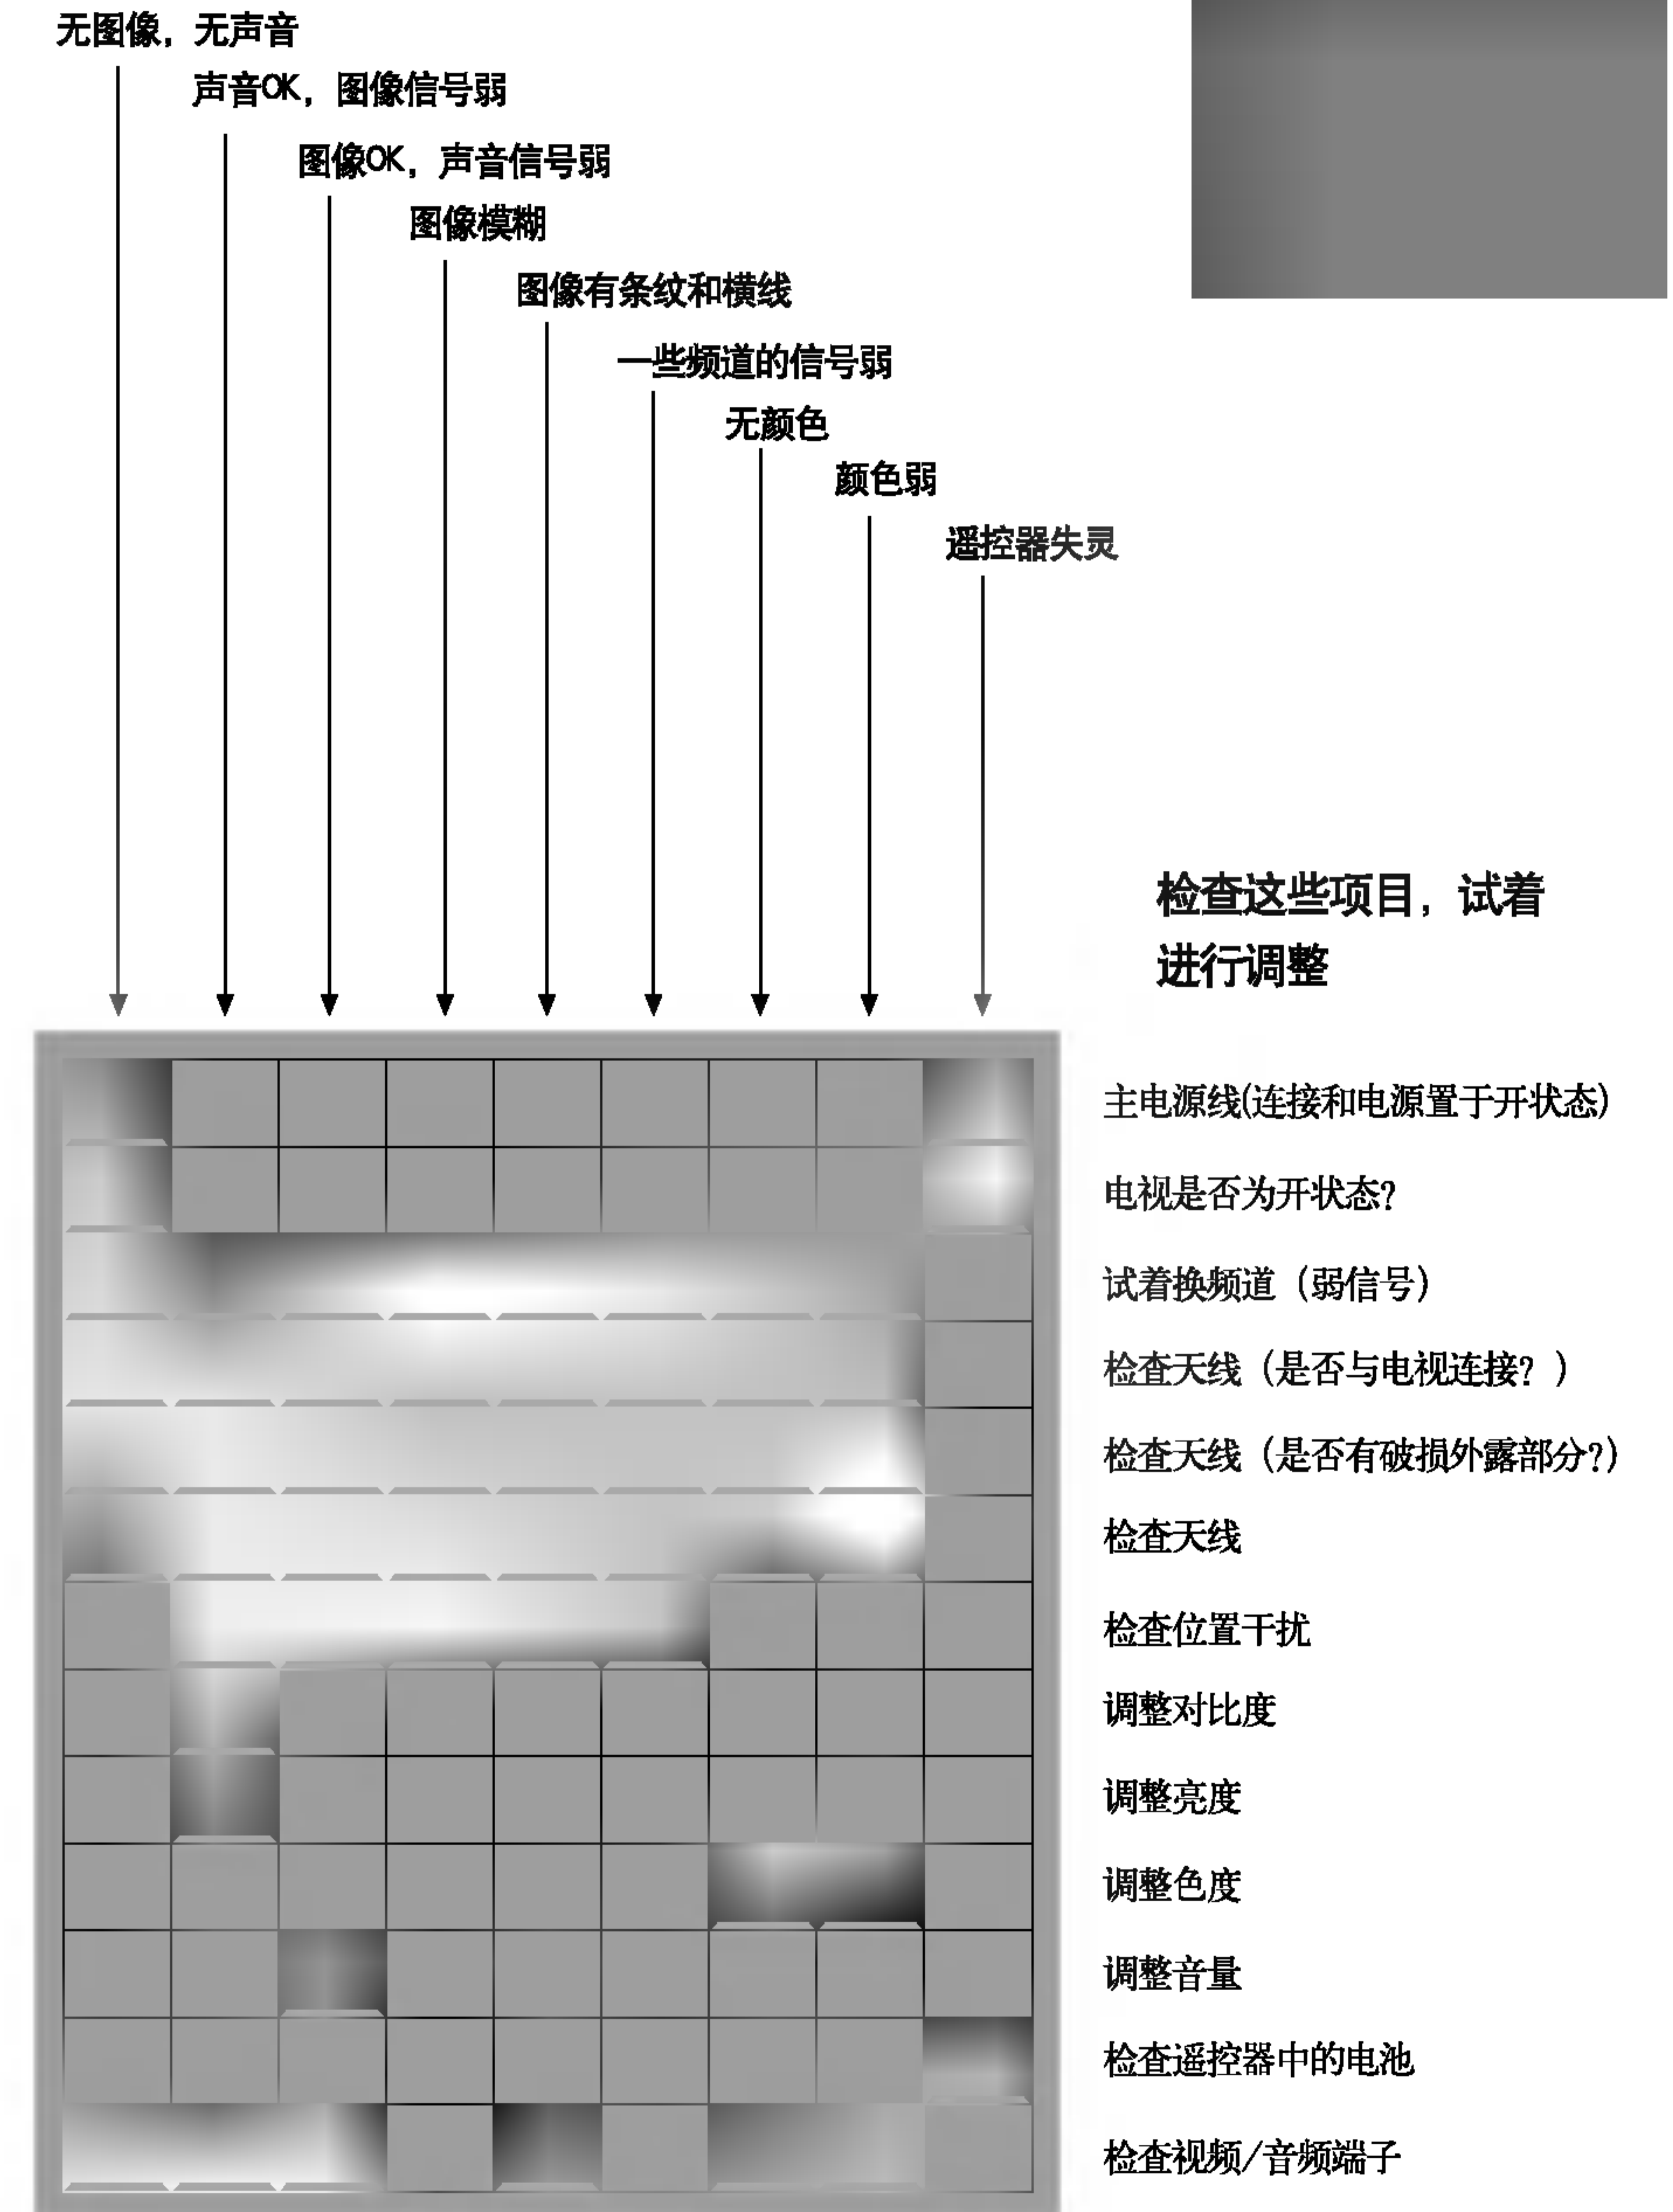 无图像，无声音
声音OK，图像信号弱
图像OK，声音信号弱
图像模糊
图像有条纹和横线
一些频道的信号弱
无颜色
颜色弱
遥控器失灵
检查这些项目，试着
进行调整
主电源线(连接和电源置于开状态)
电视是否为开状态?
试着换频道（弱信号）
检查天线（是否与电视连接？）
检查天线（是否有破损外露部分?）
检查天线
检查位置干扰
调整对比度
调整亮度
调整色度
调整音量
检查遥控器中的电池
检查视频/音频端子